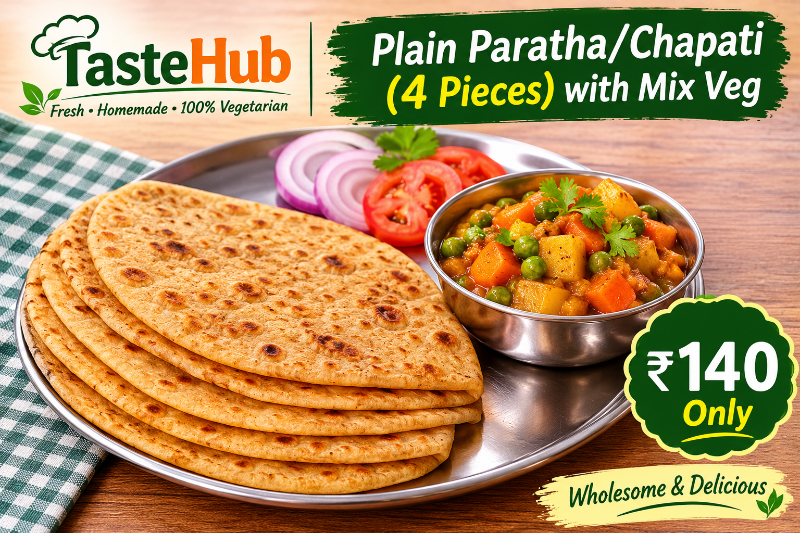 TasteHub
Fresh • Homemade • 100% Vegetarian
Plain Paratha/Chapati
(4 Pieces) with Mix Veg
₹140
Only
Wholesome & Delicious